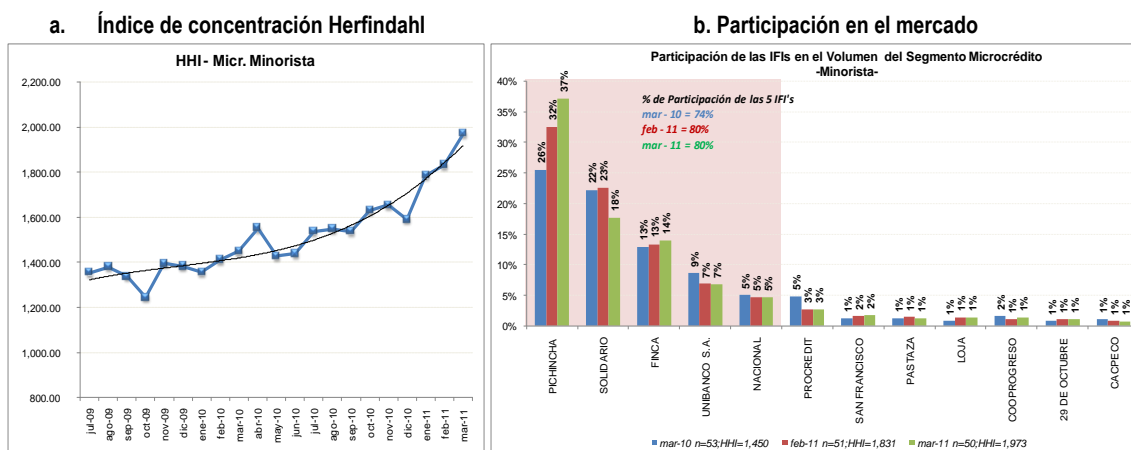 a. Índice de concentración Herfindahl
HHI - Micr. Minorista
2,200.00
2,000.00
1,800.00
1,600.00
1,400.00
1,200.00
1,000.00
800.00
jul-09
ago-09
sep-09
oct-09
nov-09
dic-09
ene-10
feb-10
mar-10
abr-10
may-10
jun-10
jul-10
ago-10
sep-10
oct-10
nov-10
dic-10
ene-11
feb-11
mar-11
b. Participación en el mercado
Participación de las IFIs en el Volumen del Segmento Microcrédito
-Minorista-
% de Participación de las 5 IFI's
mar - 10 = 74%
feb - 11 = 80%
mar - 11 = 80%
40%
35%
30%
25%
20%
15%
10%
5%
0%
26% 32% 37%
22% 23% 18%
13% 13% 14%
9% 7% 7%
5% 5% 5%
5% 3% 3%
1% 2% 2%
1% 1% 1%
1% 1% 1%
2% 1% 1%
1% 1% 1%
1% 1% 1%
PICHINCHA
SOLIDARIO
FINCA
UNIBANCO S.A.
NACIONAL
PROCREDIT
SAN FRANCISCO
PASTAZA
LOJA
COOPROGRESO
29 DE OCTUBRE
CACPECO
mar-10 n=53;HHI=1,450 feb-11 n=51;HHI=1,831 mar-11 n=50;HHI=1,973